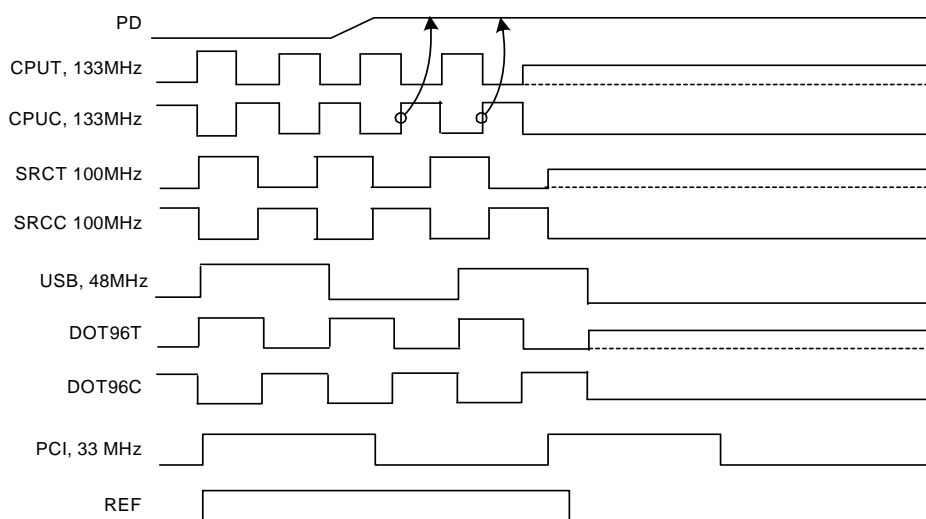 PD
CPUT, 133MHz
CPUC, 133MHz
SRCT 100MHz
SRCC 100MHz
USB, 48MHz
DOT96T
DOT96C
PCI, 33 MHz
REF